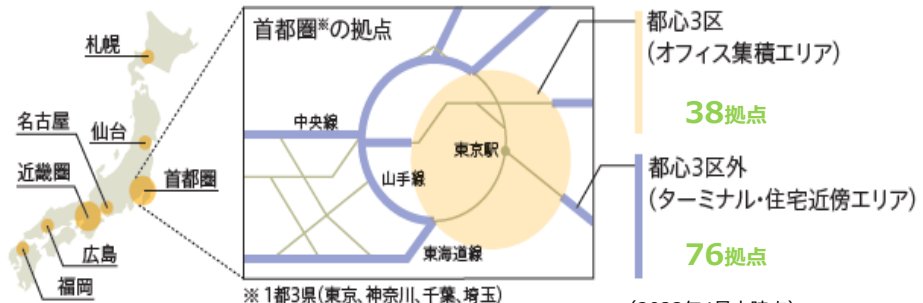 札幌
名古屋
仙台
近畿圏
首都圏
広島
福岡
首都圏※の拠点
中央線
東京駅
山手線
東海道線
※ 1都3県(東京、神奈川、千葉、埼玉)
都心3区
(オフィス集積エリア)
38拠点
都心3区外
(ターミナル・住宅近傍エリア)
76拠点